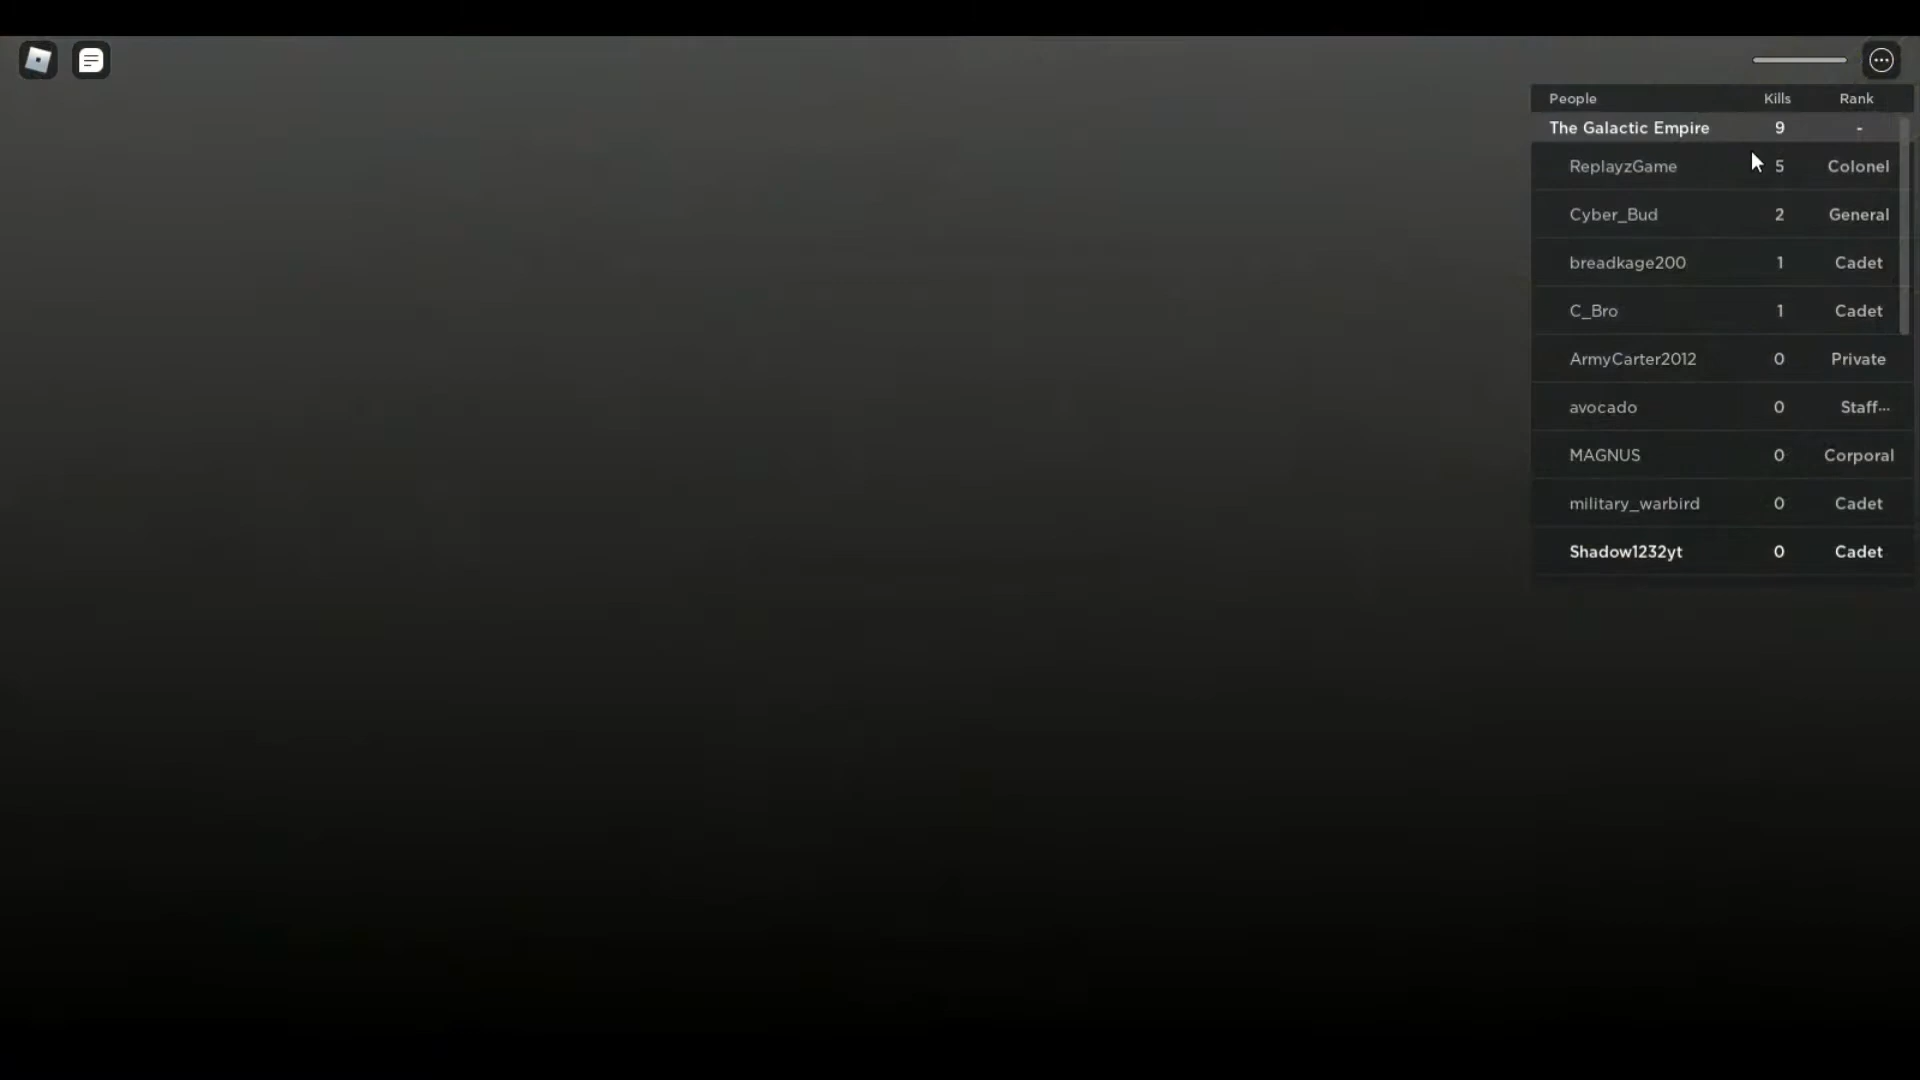 People Kills Rank
The Galactic Empire 9 -
ReplayzGame 5 Colonel
Cyber_Bud 2 General
breadkage200 1 Cadet
C_Bro 1 Cadet
ArmyCarter2012 0 Private
avocado 0 Staff...
MAGNUS 0 Corporal
military_warbird 0 Cadet
Shadow1232yt 0 Cadet